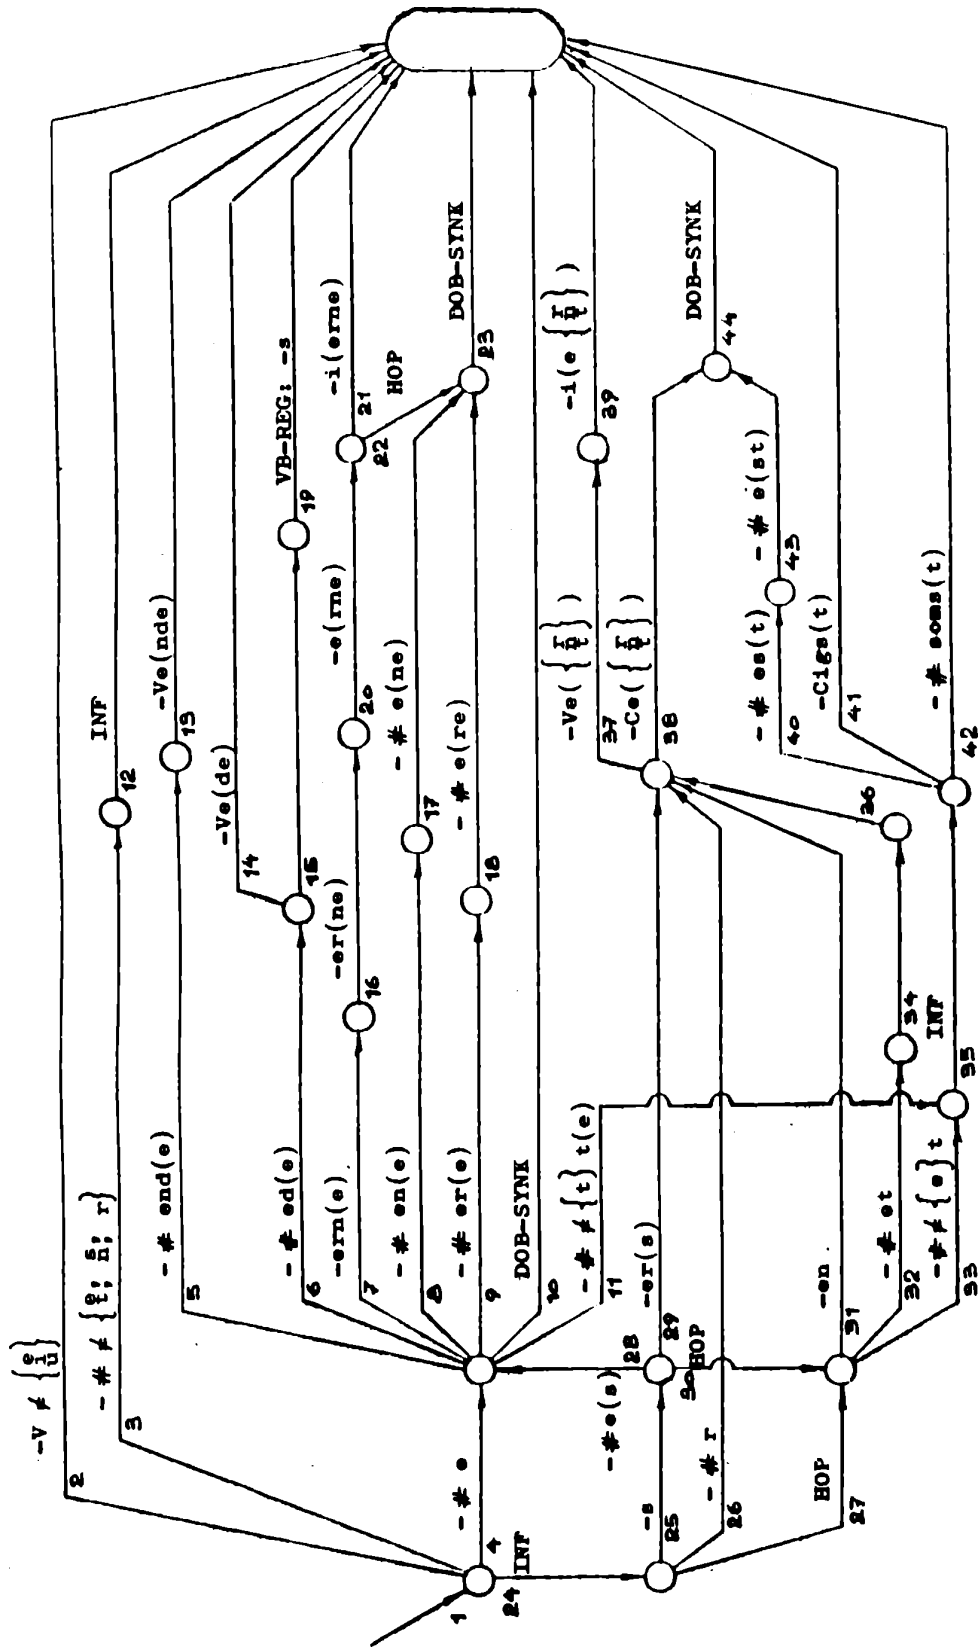 1
24
INF
4
- # e
2
-V ≠ {e/i/u}
3
- # ≠ {e/t; s/n; r}
12
INF
5
- # end(e)
13
-Ve(nde)
6
- # ed(e)
14
-Ve(de)
15
19
VB-REG: -s
7
-ern(e)
16
-er(ne)
20
-e(rne)
21
-i(erne)
22
HOP
8
- # en(e)
17
- # e(ne)
9
- # er(e)
18
- # e(re)
23
DOB-SYNK
10
DOB-SYNK
11
- # ≠ {t} t(e)
25
-s
28
- # e(s)
29
-er(s)
30
HOP
26
- # r
27
HOP
31
-en
32
- # et
33
- # ≠ {e} t
34
36
35
INF
37
-Ve({r/n/t})
39
-i(e{r/n/t})
38
-Ce({r/n/t})
44
DOB-SYNK
40
- # es(t)
43
- # e(st)
41
-Cigs(t)
42
- # soms(t)